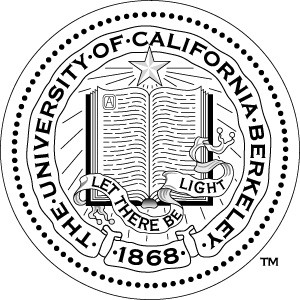 THE·UNIVERSITY·OF·CALIFORNIA·BERKELEY·
A
LET THERE BE LIGHT
·1868·
TM